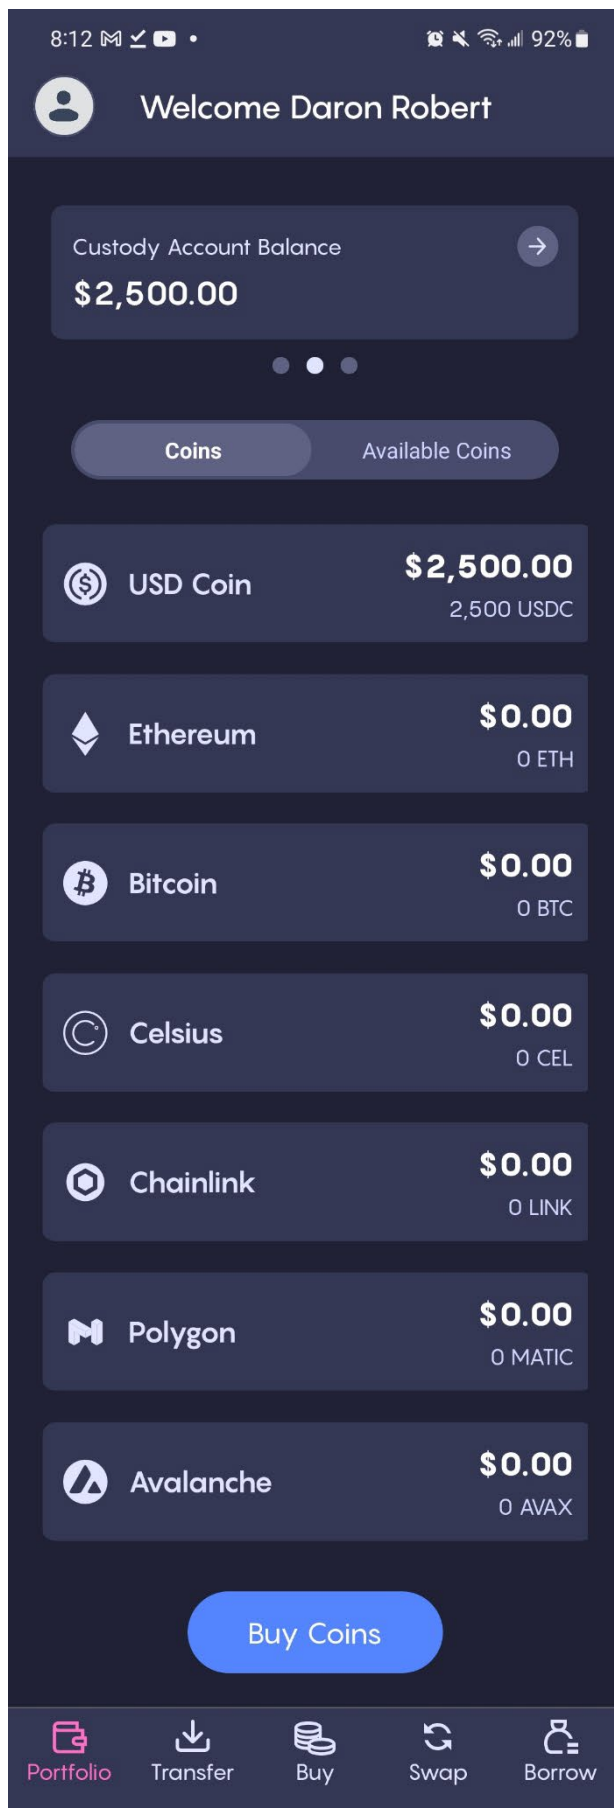 8:12
92%
Welcome Daron Robert
Custody Account Balance
$2,500.00
Coins
Available Coins
USD Coin
$2,500.00
2,500 USDC
Ethereum
$0.00
0 ETH
Bitcoin
$0.00
0 BTC
Celsius
$0.00
0 CEL
Chainlink
$0.00
0 LINK
Polygon
$0.00
0 MATIC
Avalanche
$0.00
0 AVAX
Buy Coins
Portfolio
Transfer
Buy
Swap
Borrow